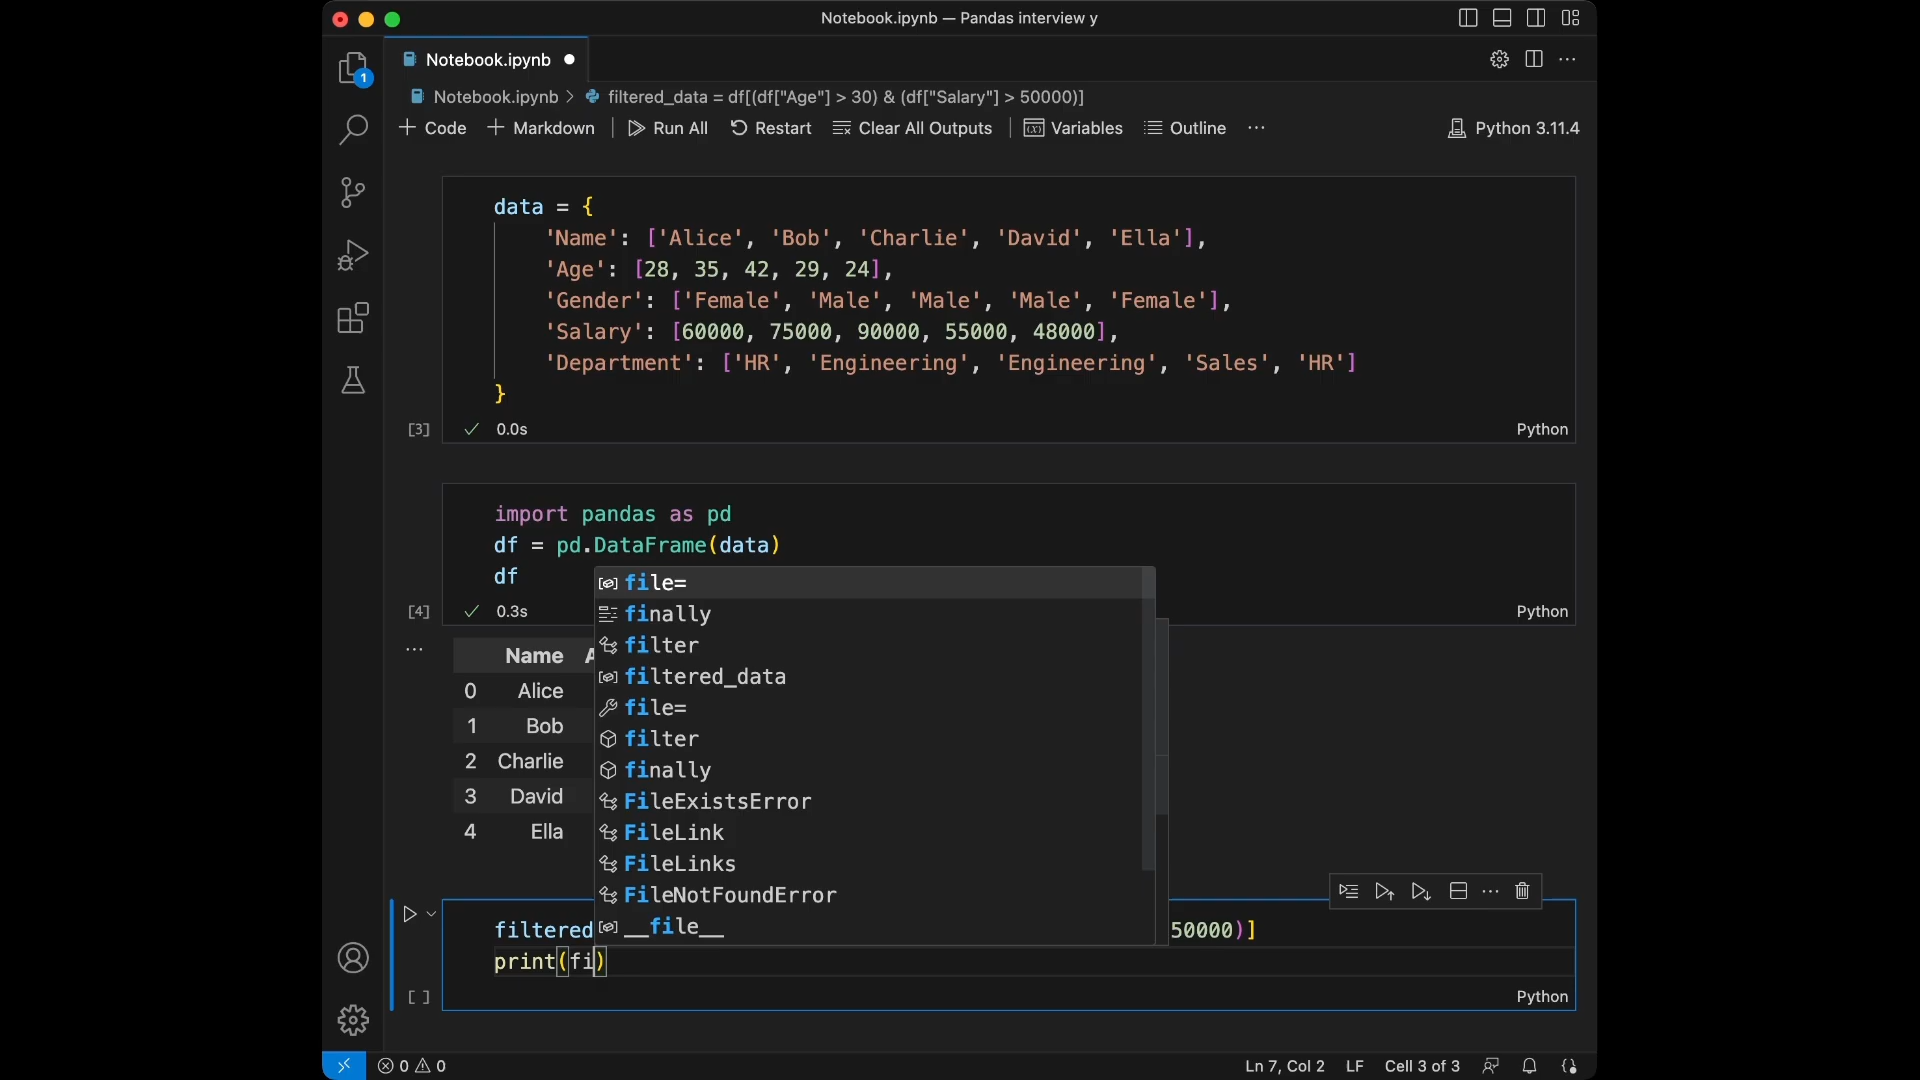 Notebook.ipynb — Pandas interview y
1
Notebook.ipynb
Notebook.ipynb > filtered_data = df[(df["Age"] > 30) & (df["Salary"] > 50000)]
+ Code + Markdown Run All Restart Clear All Outputs Variables Outline ... Python 3.11.4
data = {
'Name': ['Alice', 'Bob', 'Charlie', 'David', 'Ella'],
'Age': [28, 35, 42, 29, 24],
'Gender': ['Female', 'Male', 'Male', 'Male', 'Female'],
'Salary': [60000, 75000, 90000, 55000, 48000],
'Department': ['HR', 'Engineering', 'Engineering', 'Sales', 'HR']
}
[3] 0.0s Python
import pandas as pd
df = pd.DataFrame(data)
df
[4] 0.3s Python
Name
0 Alice
1 Bob
2 Charlie
3 David
4 Ella
file=
finally
filter
filtered_data
file=
filter
finally
FileExistsError
FileLink
FileLinks
FileNotFoundError
__file__
filtered 50000)]
print(fi)
[ ] Python
0 0 Ln 7, Col 2 LF Cell 3 of 3